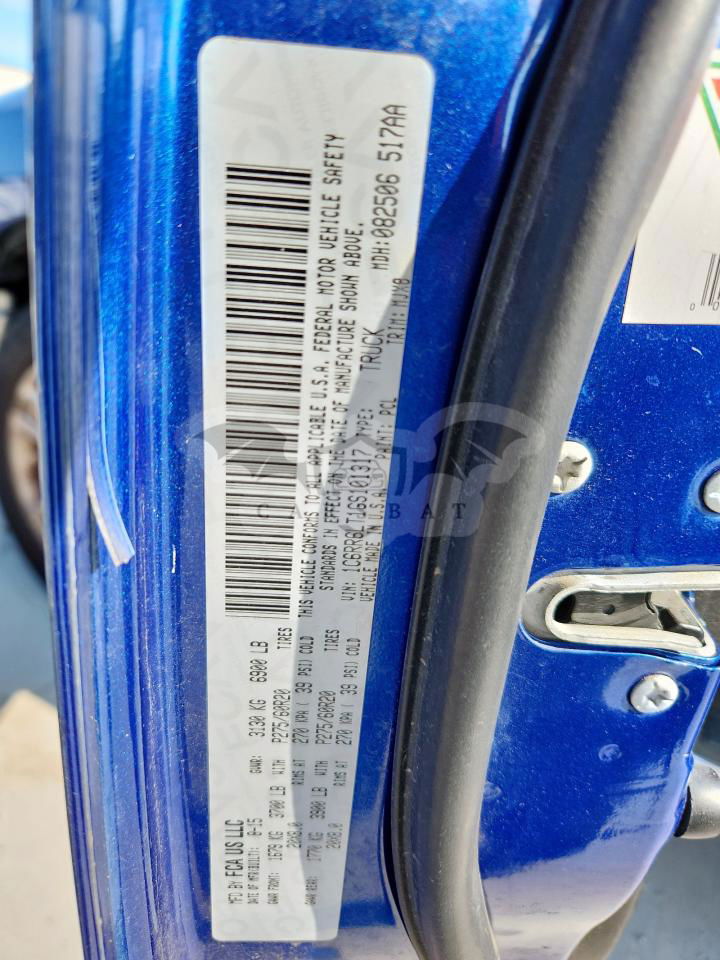 MFD BY FCA US LLC
DATE OF MFR(BUILT): 8-15 GVWR: 3130 KG 6900 LB
GAWR FRONT: 1679 KG 3700 LB WITH P275/60R20 TIRES
20X8.0 RIMS AT 270 KPA ( 39 PSI) COLD
GAWR REAR: 1770 KG 3900 LB WITH P275/60R20 TIRES
20X8.0 RIMS AT 270 KPA ( 39 PSI) COLD
THIS VEHICLE CONFORMS TO ALL APPLICABLE U.S.A. FEDERAL MOTOR VEHICLE SAFETY
STANDARDS IN EFFECT ON THE DATE OF MANUFACTURE SHOWN ABOVE.
VIN: TYPE: TRUCK MDH:082506 517AA
VEHICLE MADE IN U.S.A. PAINT: PCL TRIM: MJX8